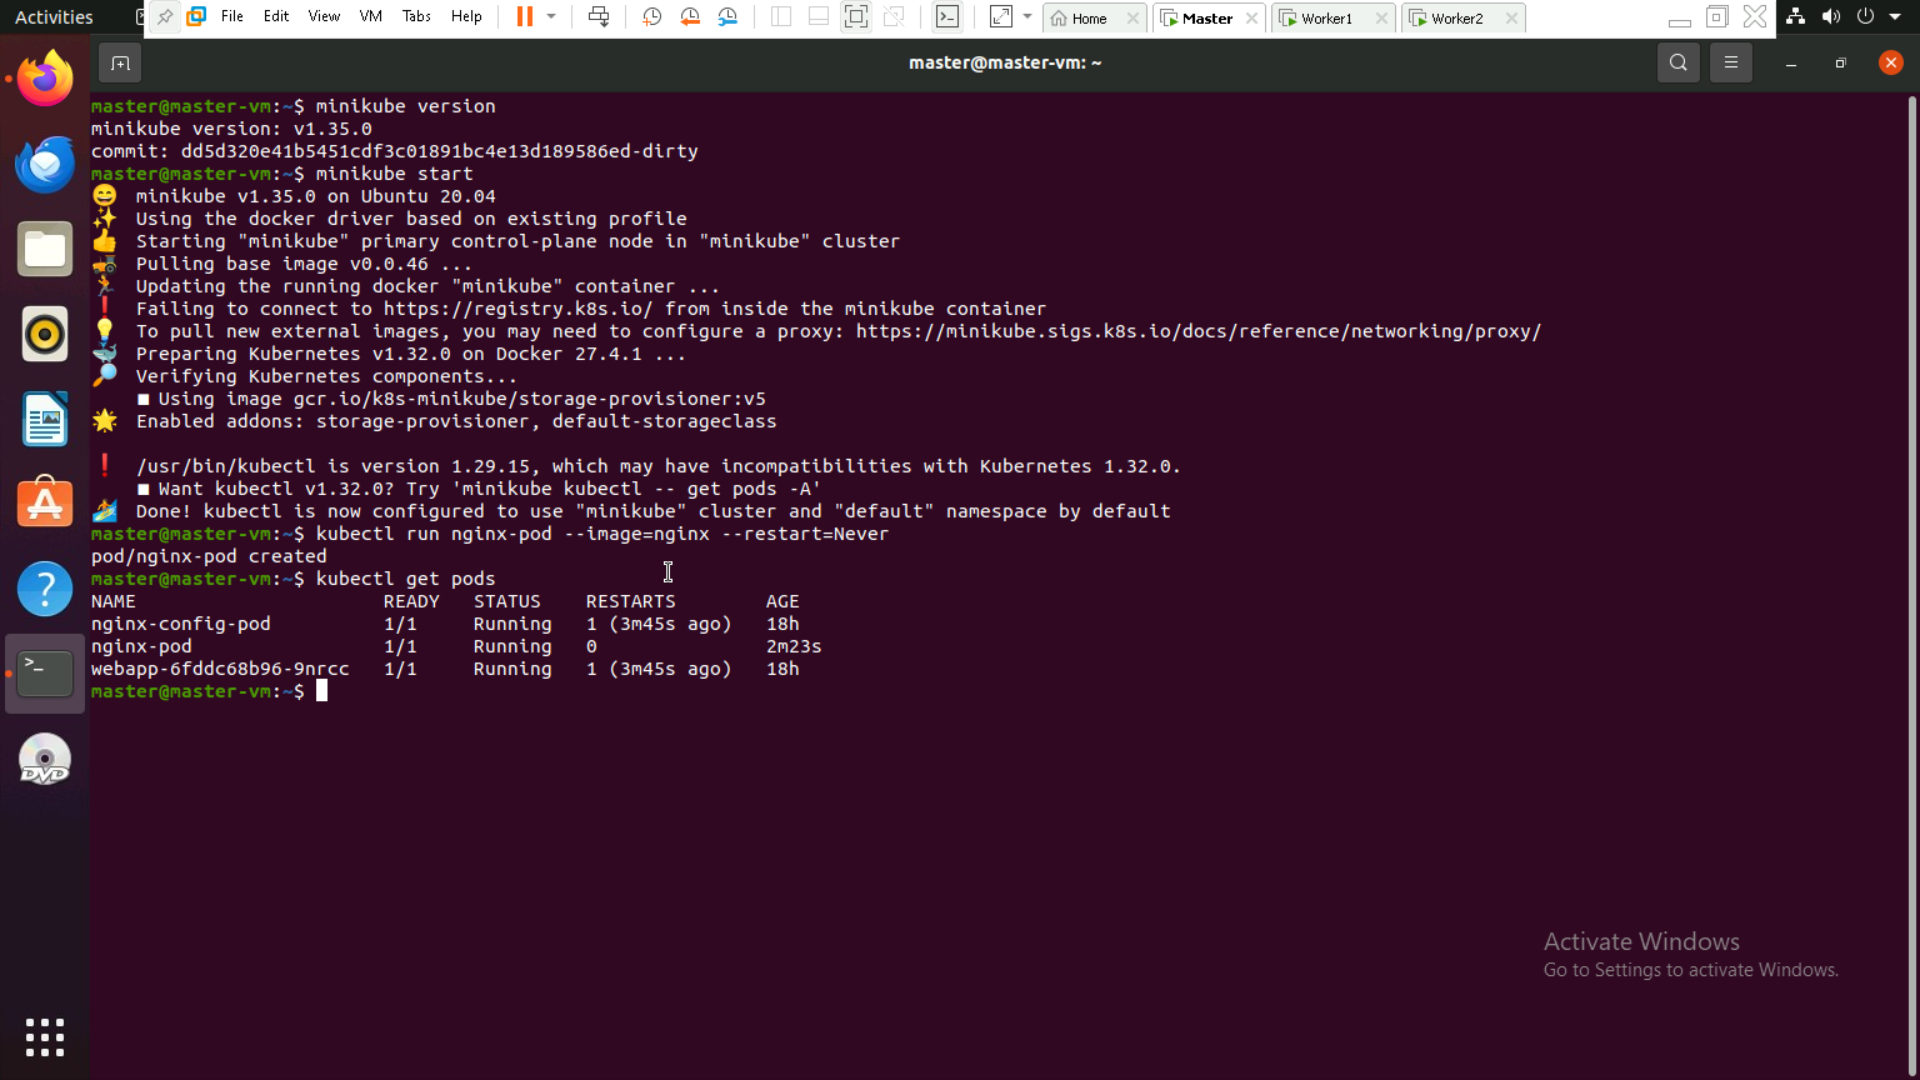 Activities
File Edit View VM Tabs Help
Home
Master
Worker1
Worker2
master@master-vm: ~
master@master-vm:~$ minikube version
minikube version: v1.35.0
commit: dd5d320e41b5451cdf3c01891bc4e13d189586ed-dirty
master@master-vm:~$ minikube start
😄 minikube v1.35.0 on Ubuntu 20.04
✨ Using the docker driver based on existing profile
👍 Starting "minikube" primary control-plane node in "minikube" cluster
🚜 Pulling base image v0.0.46 ...
🏃 Updating the running docker "minikube" container ...
❗ Failing to connect to https://registry.k8s.io/ from inside the minikube container
💡 To pull new external images, you may need to configure a proxy: https://minikube.sigs.k8s.io/docs/reference/networking/proxy/
🐳 Preparing Kubernetes v1.32.0 on Docker 27.4.1 ...
🔎 Verifying Kubernetes components...
■ Using image gcr.io/k8s-minikube/storage-provisioner:v5
🌟 Enabled addons: storage-provisioner, default-storageclass
❗ /usr/bin/kubectl is version 1.29.15, which may have incompatibilities with Kubernetes 1.32.0.
■ Want kubectl v1.32.0? Try 'minikube kubectl -- get pods -A'
🏄 Done! kubectl is now configured to use "minikube" cluster and "default" namespace by default
master@master-vm:~$ kubectl run nginx-pod --image=nginx --restart=Never
pod/nginx-pod created
master@master-vm:~$ kubectl get pods
NAME READY STATUS RESTARTS AGE
nginx-config-pod 1/1 Running 1 (3m45s ago) 18h
nginx-pod 1/1 Running 0 2m23s
webapp-6fddc68b96-9nrcc 1/1 Running 1 (3m45s ago) 18h
master@master-vm:~$
DVD
Activate Windows
Go to Settings to activate Windows.